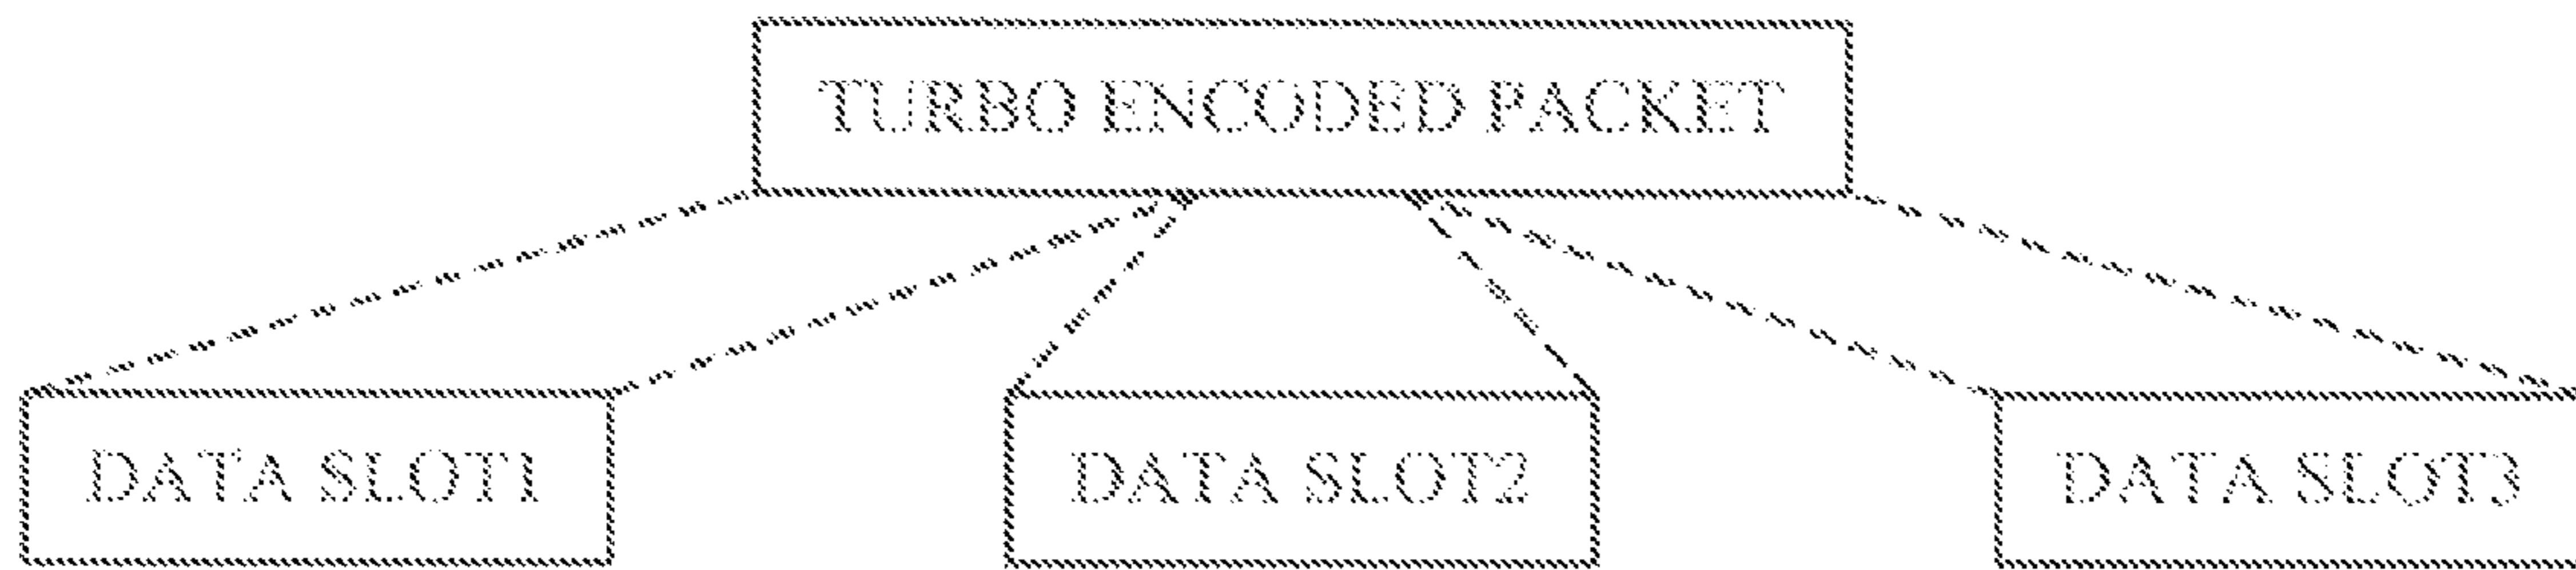 TURBO ENCODED PACKET
DATA SLOT1
DATA SLOT2
DATA SLOT3